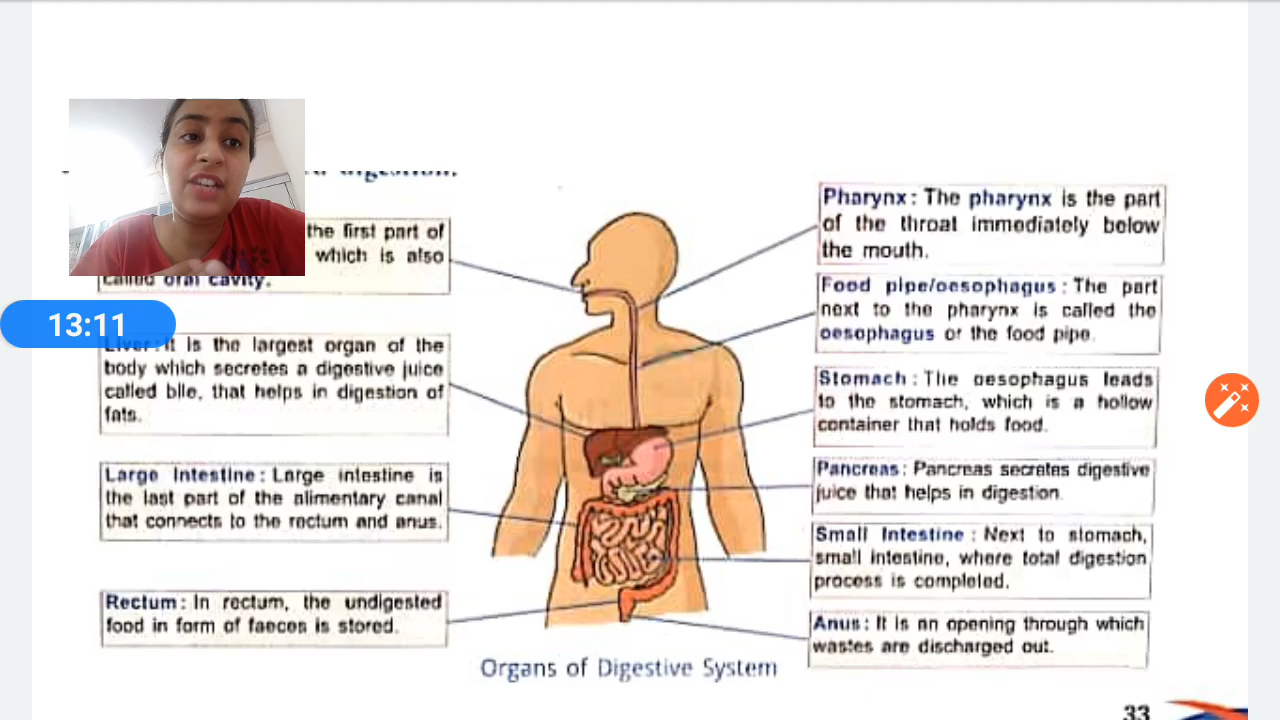 digestion.
the first part of
which is also
called oral cavity.
13:11
Liver: It is the largest organ of the
body which secretes a digestive juice
called bile, that helps in digestion of
fats.
Large Intestine : Large intestine is
the last part of the alimentary canal
that connects to the rectum and anus.
Rectum : In rectum, the undigested
food in form of faeces is stored.
Pharynx : The pharynx is the part
of the throat immediately below
the mouth.
Food pipe/oesophagus : The part
next to the pharynx is called the
oesophagus or the food pipe.
Stomach : The oesophagus leads
to the stomach, which is a hollow
container that holds food.
Pancreas : Pancreas secretes digestive
juice that helps in digestion.
Small Intestine : Next to stomach,
small intestine, where total digestion
process is completed.
Anus : It is an opening through which
wastes are discharged out.
Organs of Digestive System
33